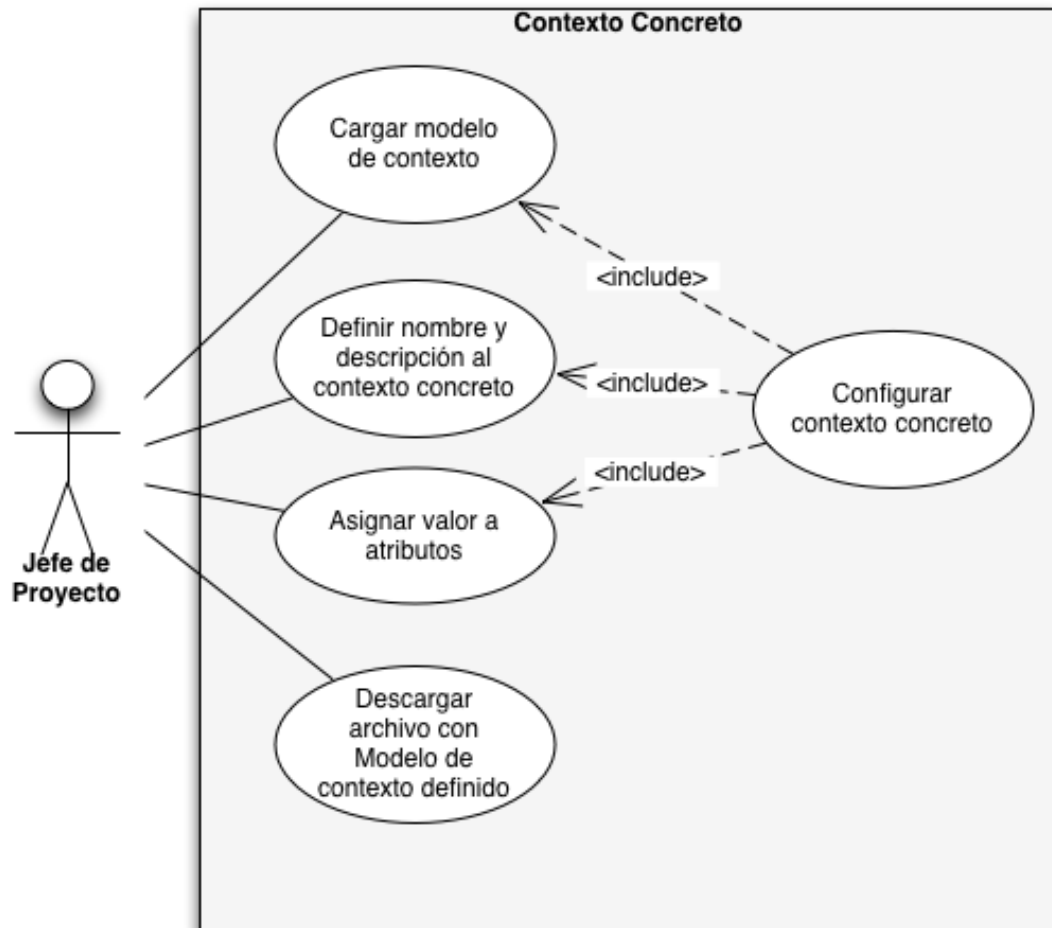 Contexto Concreto
Cargar modelo
de contexto
<include>
Definir nombre y
descripción al
contexto concreto
<include>
Configurar
contexto concreto
<include>
Asignar valor a
atributos
Jefe de
Proyecto
Descargar
archivo con
Modelo de
contexto definido